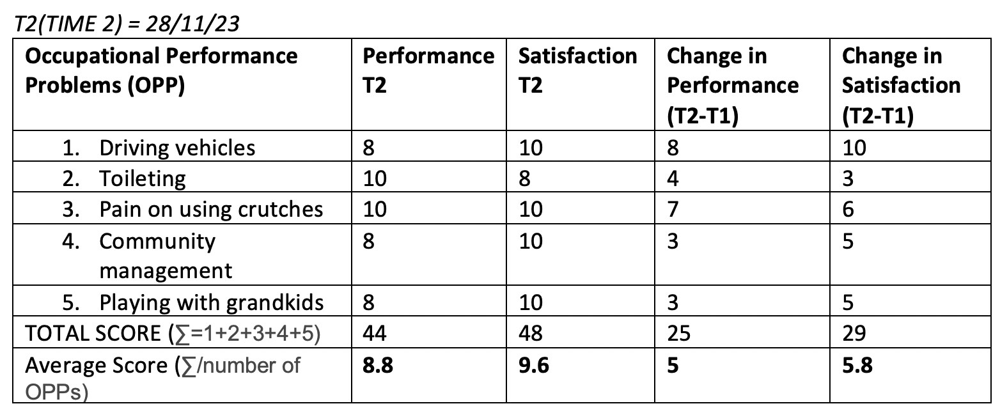 T2(TIME 2) = 28/11/23
Occupational Performance Problems (OPP) Performance T2 Satisfaction T2 Change in Performance (T2-T1) Change in Satisfaction (T2-T1)
1. Driving vehicles 8 10 8 10
2. Toileting 10 8 4 3
3. Pain on using crutches 10 10 7 6
4. Community management 8 10 3 5
5. Playing with grandkids 8 10 3 5
TOTAL SCORE (∑=1+2+3+4+5) 44 48 25 29
Average Score (∑/number of OPPs) 8.8 9.6 5 5.8